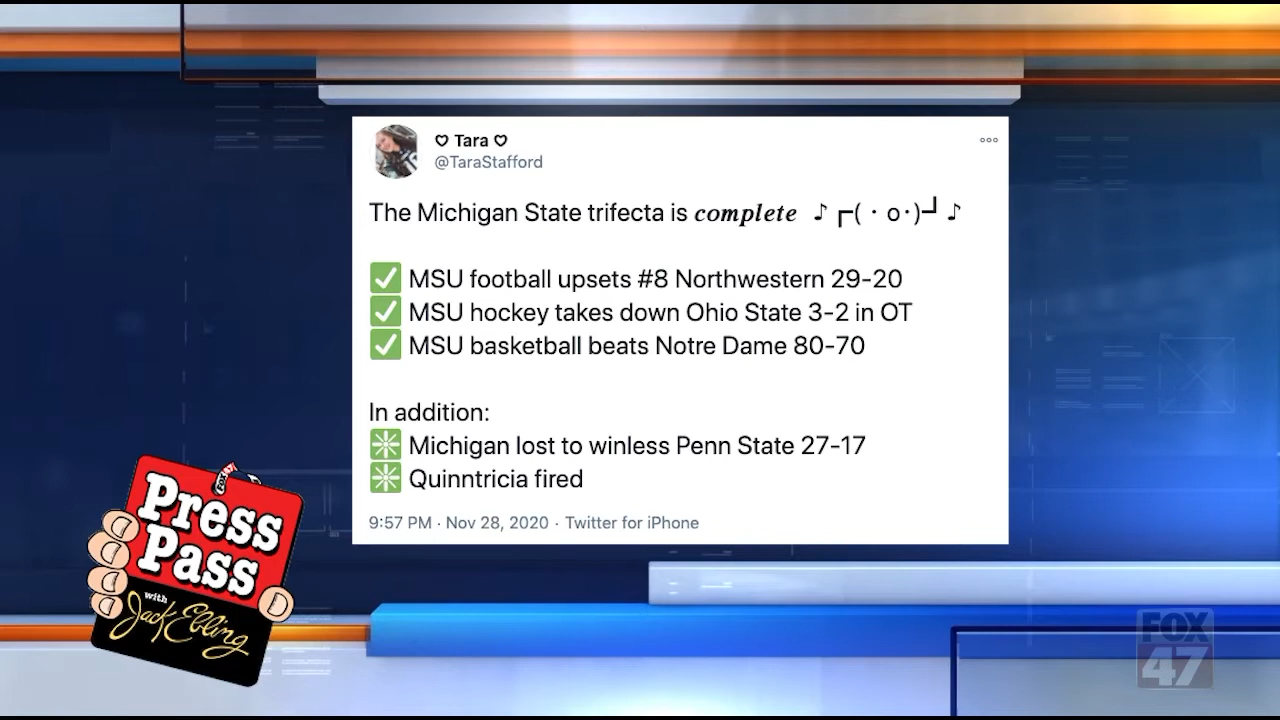 ♡ Tara ♡
@TaraStafford
The Michigan State trifecta is complete ♪ ┌( · o·)┘ ♪
✅ MSU football upsets #8 Northwestern 29-20
✅ MSU hockey takes down Ohio State 3-2 in OT
✅ MSU basketball beats Notre Dame 80-70
In addition:
✳️ Michigan lost to winless Penn State 27-17
✳️ Quinntricia fired
9:57 PM · Nov 28, 2020 · Twitter for iPhone
FOX 47
Press
Pass
with
Jack Ebling
FOX
47